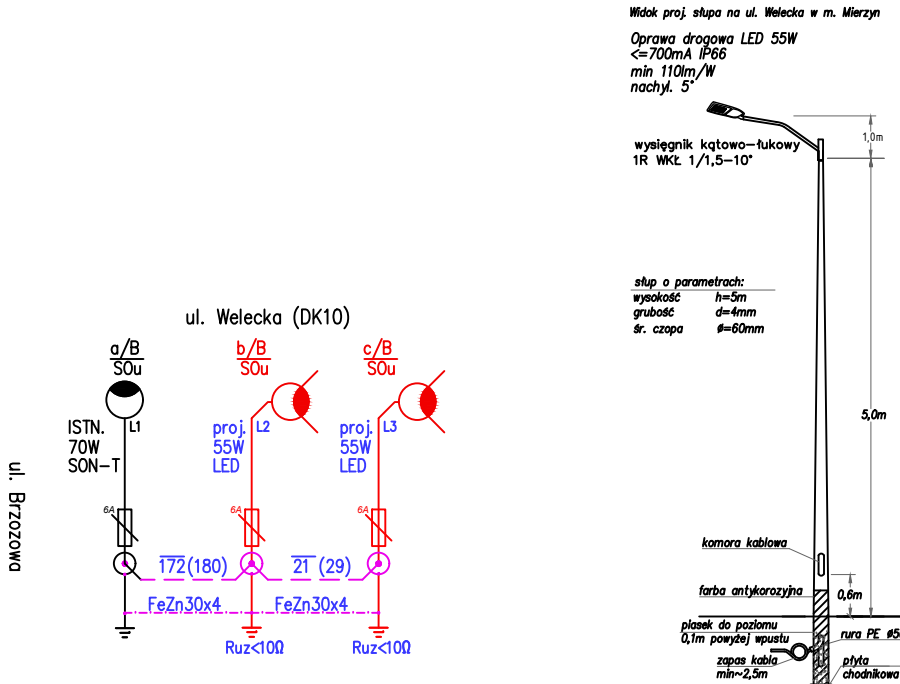 Widok proj. słupa na ul. Welecka w m. Mierzyn
Oprawa drogowa LED 55W
<=700mA IP66
min 110lm/W
nachyl. 5°
1,0m
wysięgnik kątowo-łukowy
1R WKŁ 1/1,5-10°
słup o parametrach:
wysokość h=5m
grubość d=4mm
śr. czopa ø=60mm
5,0m
komora kablowa
farba antykorozyjna
0,6m
piasek do poziomu
0,1m powyżej wpustu
rura PE ø5
zapas kabla
min~2,5m
płyta
chodnikowa
ul. Welecka (DK10)
a/B
SOu
b/B
SOu
c/B
SOu
ISTN.
70W
SON-T
L1
proj.
55W
LED
L2
proj.
55W
LED
L3
6A
6A
6A
172(180)
21 (29)
FeZn30x4
FeZn30x4
Ruz<10Ω
Ruz<10Ω
ul. Brzozowa